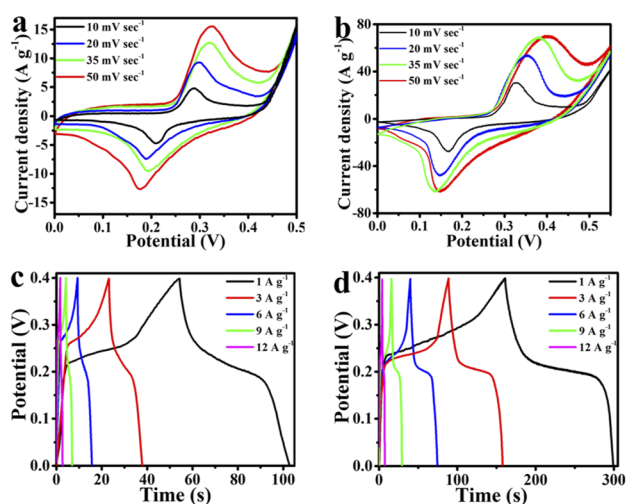 a
10 mV sec⁻¹
20 mV sec⁻¹
35 mV sec⁻¹
50 mV sec⁻¹
Current density (A g⁻¹)
15
10
5
0
-5
-10
-15
0.0 0.1 0.2 0.3 0.4 0.5
Potential (V)
b
10 mV sec⁻¹
20 mV sec⁻¹
35 mV sec⁻¹
50 mV sec⁻¹
Current density (A g⁻¹)
80
40
0
-40
-80
0.0 0.1 0.2 0.3 0.4 0.5
Potential (V)
c
1 A g⁻¹
3 A g⁻¹
6 A g⁻¹
9 A g⁻¹
12 A g⁻¹
Potential (V)
0.4
0.3
0.2
0.1
0.0
0 20 40 60 80 100
Time (s)
d
1 A g⁻¹
3 A g⁻¹
6 A g⁻¹
9 A g⁻¹
12 A g⁻¹
Potential (V)
0.4
0.3
0.2
0.1
0.0
0 100 200 300
Time (s)